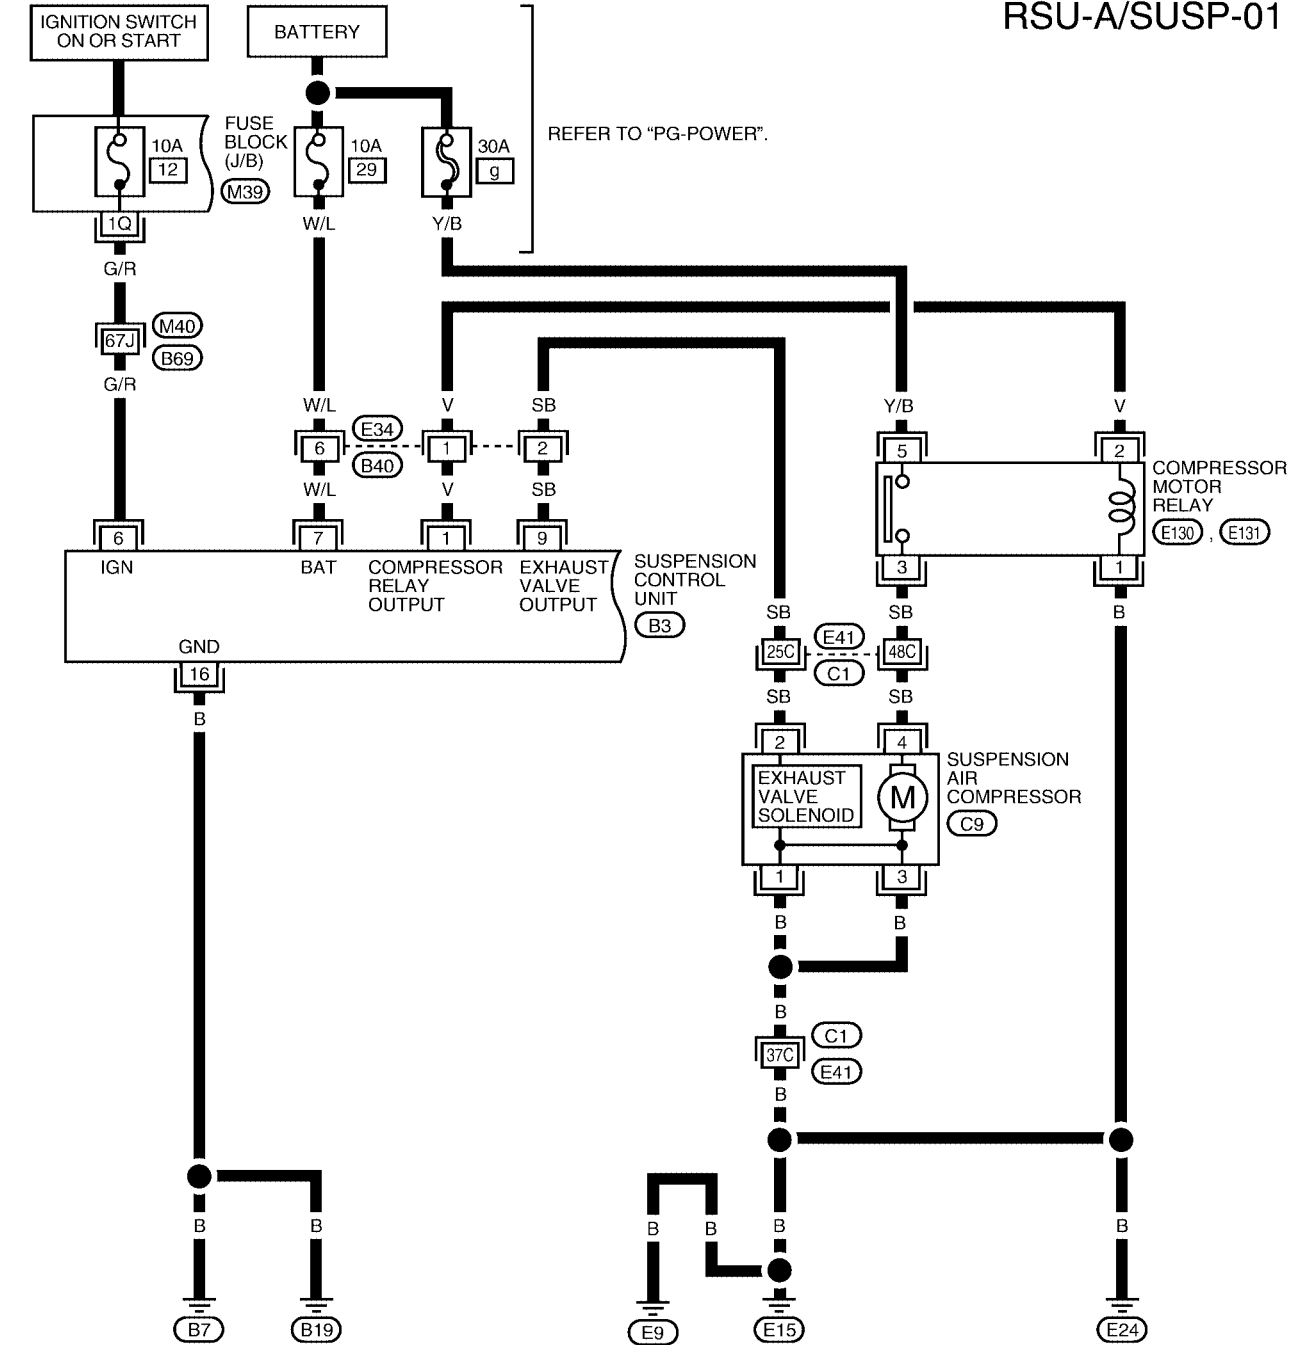 RSU-A/SUSP-01
IGNITION SWITCH
ON OR START
BATTERY
REFER TO “PG-POWER”.
10A
12
FUSE
BLOCK
(J/B)
M39
10A
29
30A
g
1Q
W/L
Y/B
G/R
67J
M40
B69
G/R
W/L
V
SB
Y/B
V
6
E34
B40
1
2
5
2
W/L
V
SB
COMPRESSOR
MOTOR
RELAY
E130 , E131
6
7
1
9
IGN
BAT
COMPRESSOR
RELAY
OUTPUT
EXHAUST
VALVE
OUTPUT
SUSPENSION
CONTROL
UNIT
B3
3
1
SB
SB
B
GND
16
25C
E41
C1
48C
SB
SB
B
2
4
EXHAUST
VALVE
SOLENOID
M
SUSPENSION
AIR
COMPRESSOR
C9
1
3
B
B
B
37C
C1
E41
B
B
B
B
B
B
B
B7
B19
E9
E15
E24